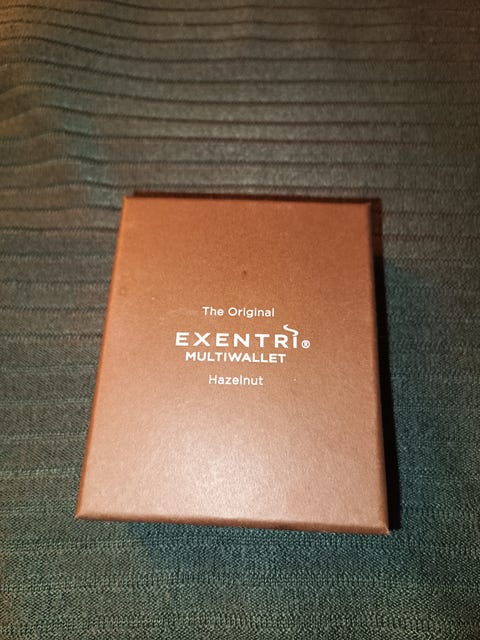 The Original
EXENTRI®
MULTIWALLET
Hazelnut